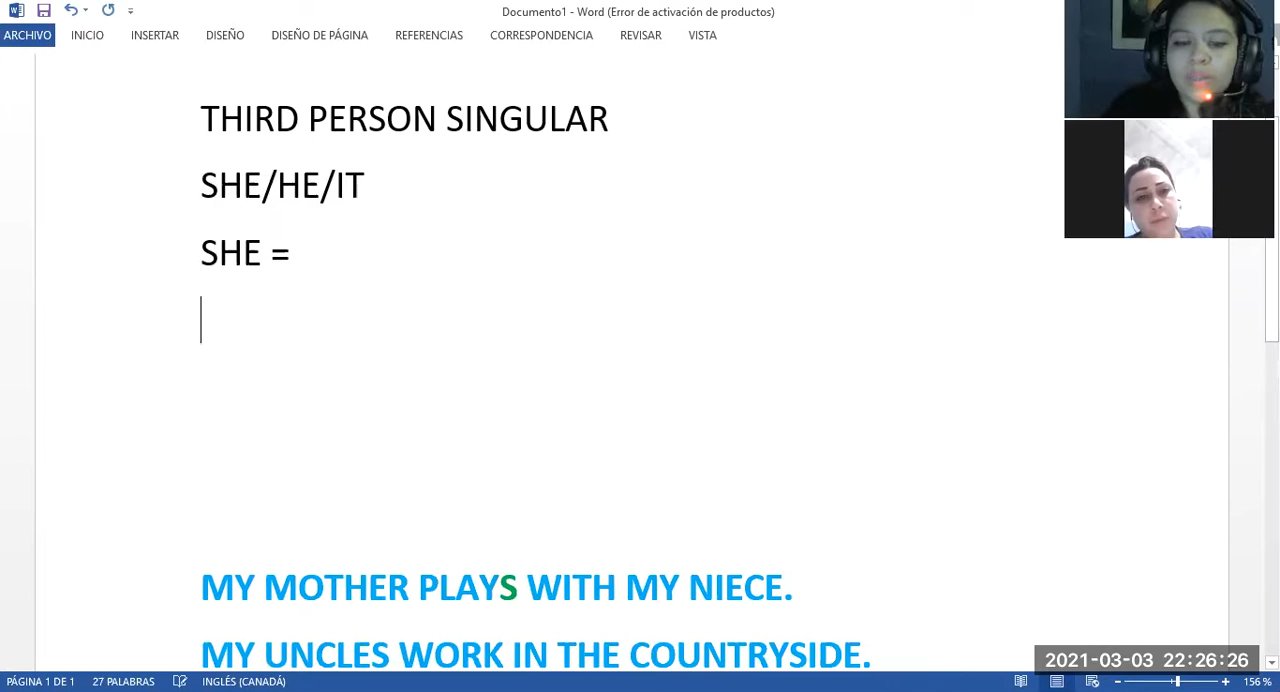 Documento1 - Word (Error de activación de productos)
ARCHIVO INICIO INSERTAR DISEÑO DISEÑO DE PÁGINA REFERENCIAS CORRESPONDENCIA REVISAR VISTA
THIRD PERSON SINGULAR
SHE/HE/IT
SHE =
MY MOTHER PLAYS WITH MY NIECE.
MY UNCLES WORK IN THE COUNTRYSIDE.
2021-03-03 22:26:26
PÁGINA 1 DE 1 27 PALABRAS INGLÉS (CANADÁ) 156 %